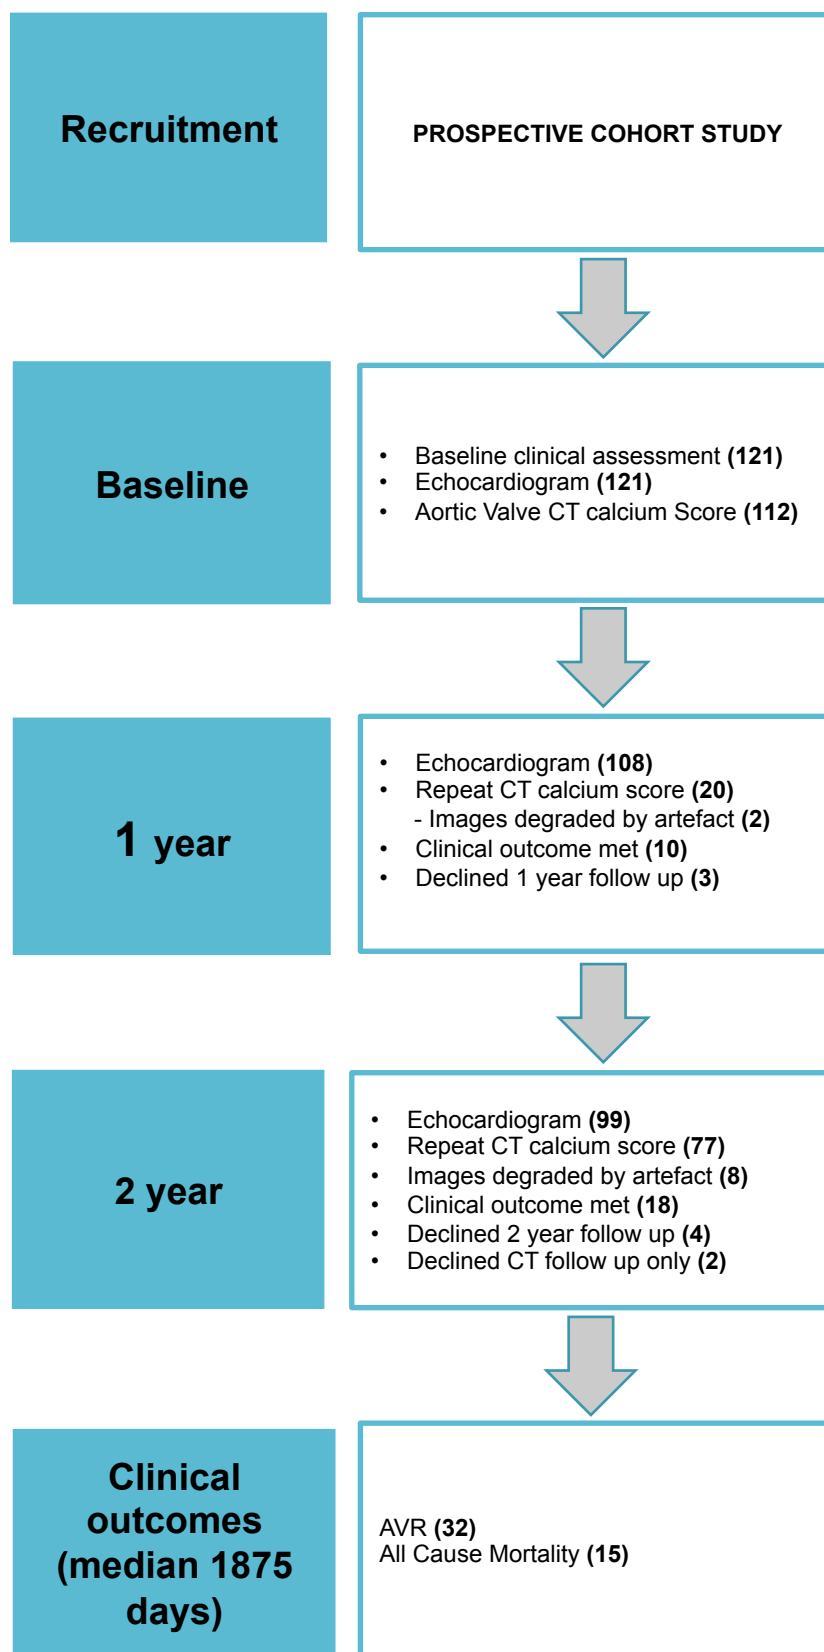 Recruitment
PROSPECTIVE COHORT STUDY
Baseline
• Baseline clinical assessment (121)
• Echocardiogram (121)
• Aortic Valve CT calcium Score (112)
1 year
• Echocardiogram (108)
• Repeat CT calcium score (20)
- Images degraded by artefact (2)
• Clinical outcome met (10)
• Declined 1 year follow up (3)
2 year
• Echocardiogram (99)
• Repeat CT calcium score (77)
• Images degraded by artefact (8)
• Clinical outcome met (18)
• Declined 2 year follow up (4)
• Declined CT follow up only (2)
Clinical
outcomes
(median 1875
days)
AVR (32)
All Cause Mortality (15)